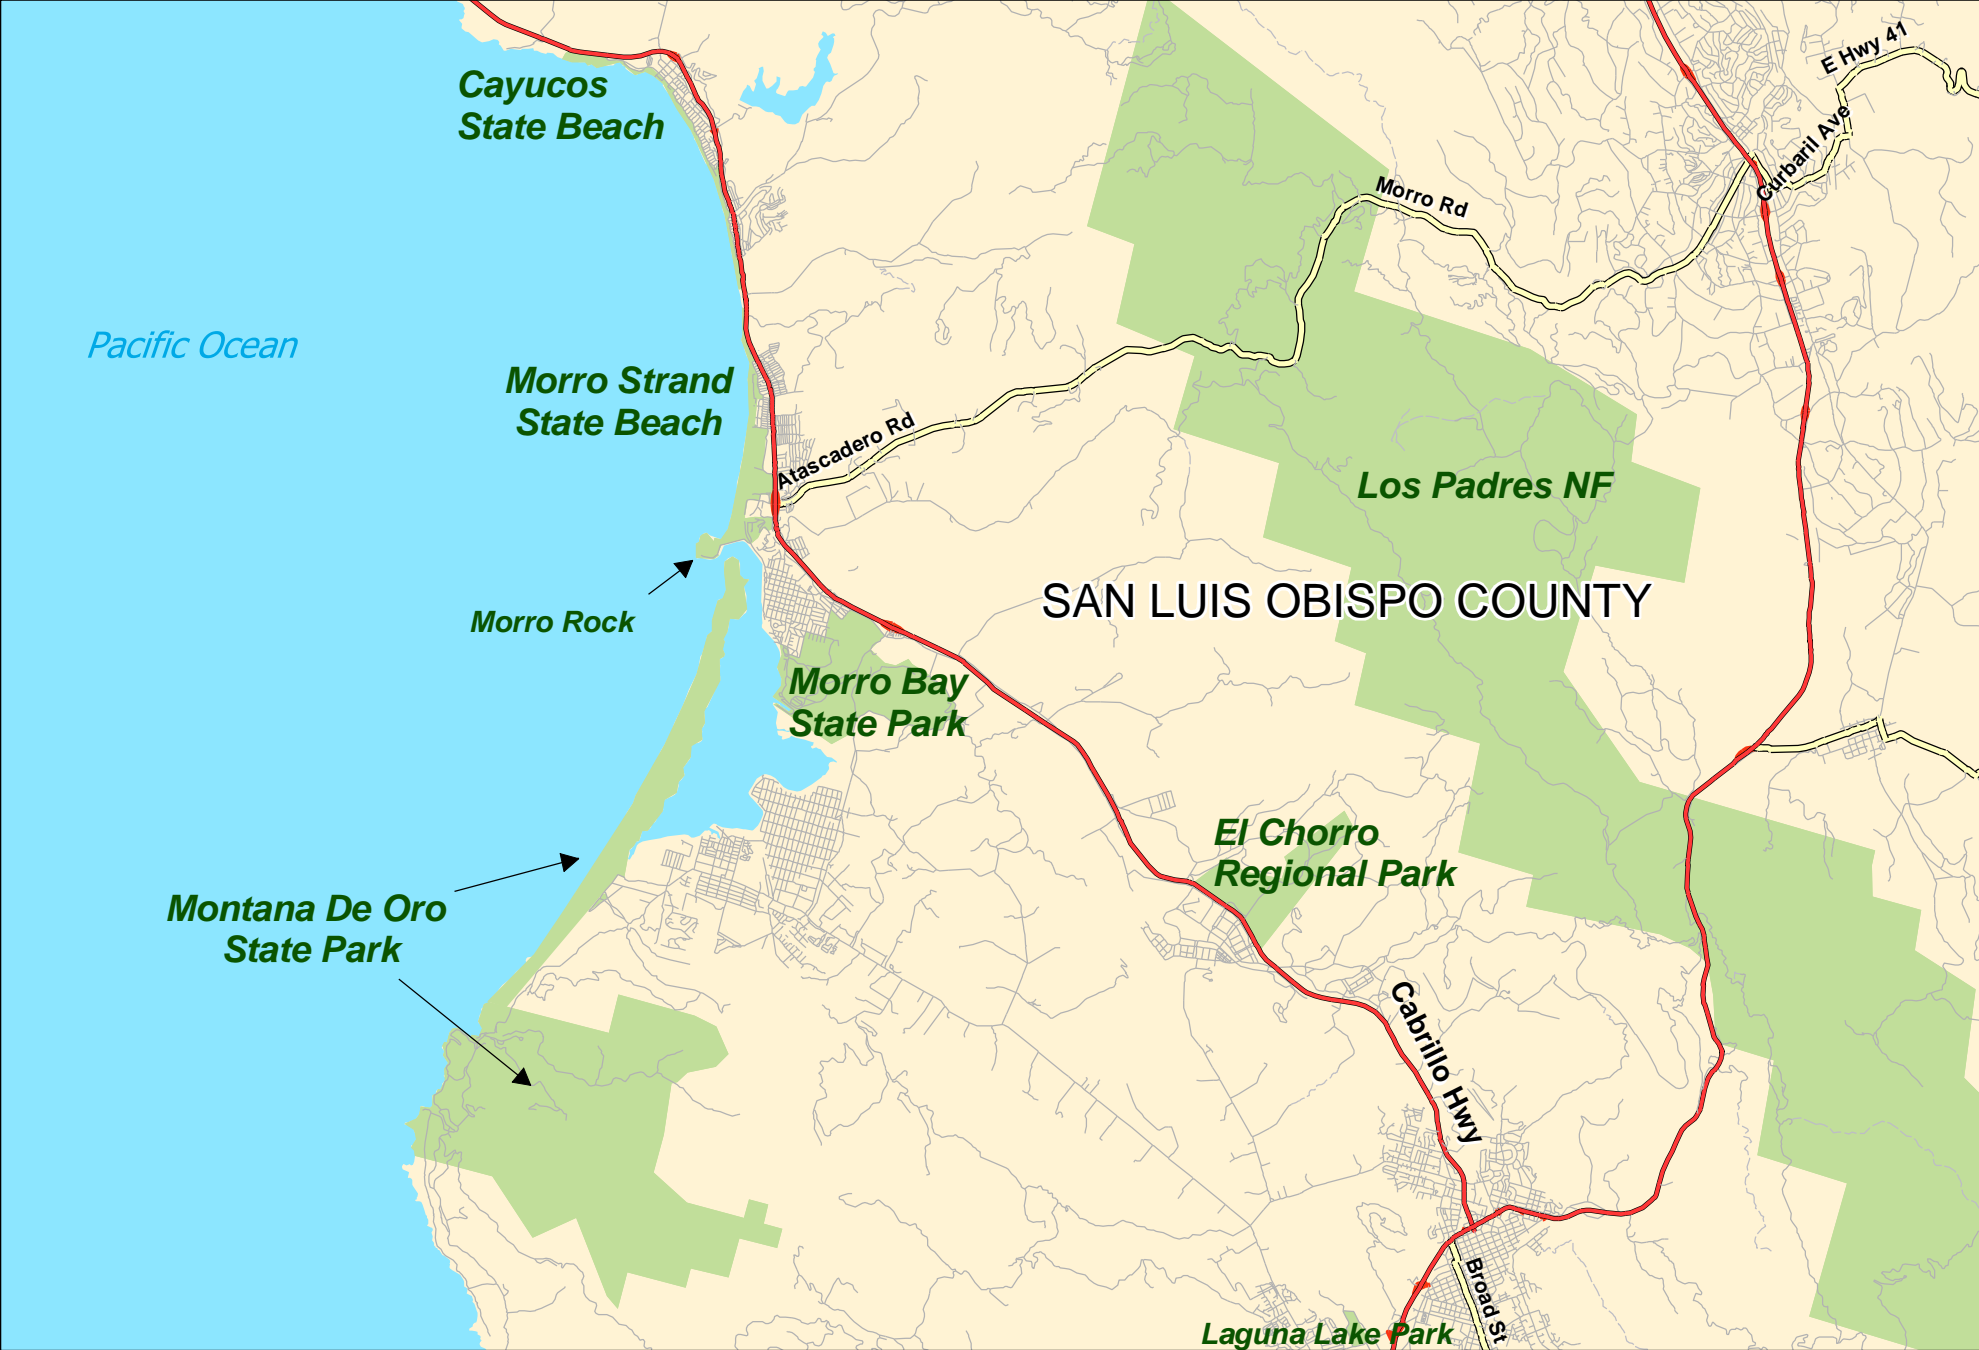 E Hwy 41
Cayucos
State Beach
Curbaril Ave
Morro Rd
Pacific Ocean
Morro Strand
State Beach
Atascadero Rd
Los Padres NF
SAN LUIS OBISPO COUNTY
Morro Rock
Morro Bay
State Park
El Chorro
Regional Park
Montana De Oro
State Park
Cabrillo Hwy
Broad St
Laguna Lake Park